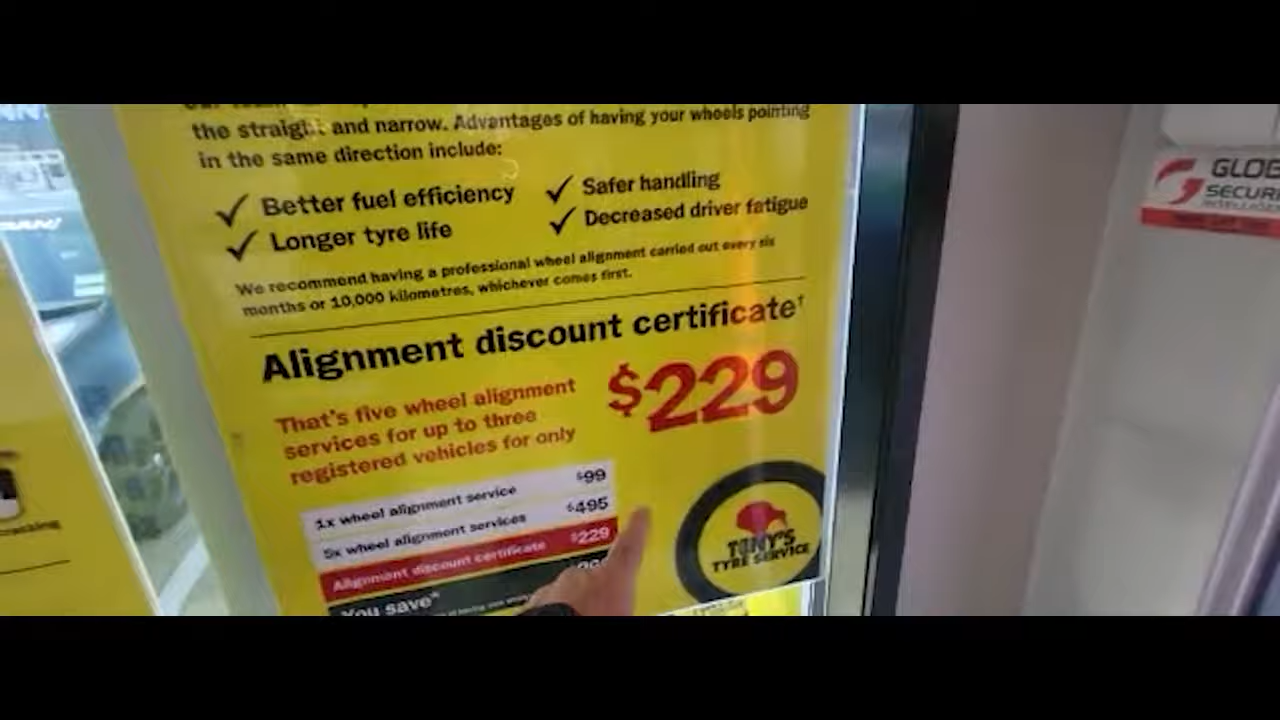 the straight and narrow. Advantages of having your wheels pointing
in the same direction include:
✓ Better fuel efficiency
✓ Safer handling
✓ Longer tyre life
✓ Decreased driver fatigue
We recommend having a professional wheel alignment carried out every six
months or 10,000 kilometres, whichever comes first.
Alignment discount certificate†
$229
That's five wheel alignment
services for up to three
registered vehicles for only
1x wheel alignment service $99
5x wheel alignment services $495
Alignment discount certificate $229
You save*
TONY'S
TYRE SERVICE
GLOB
SECURI